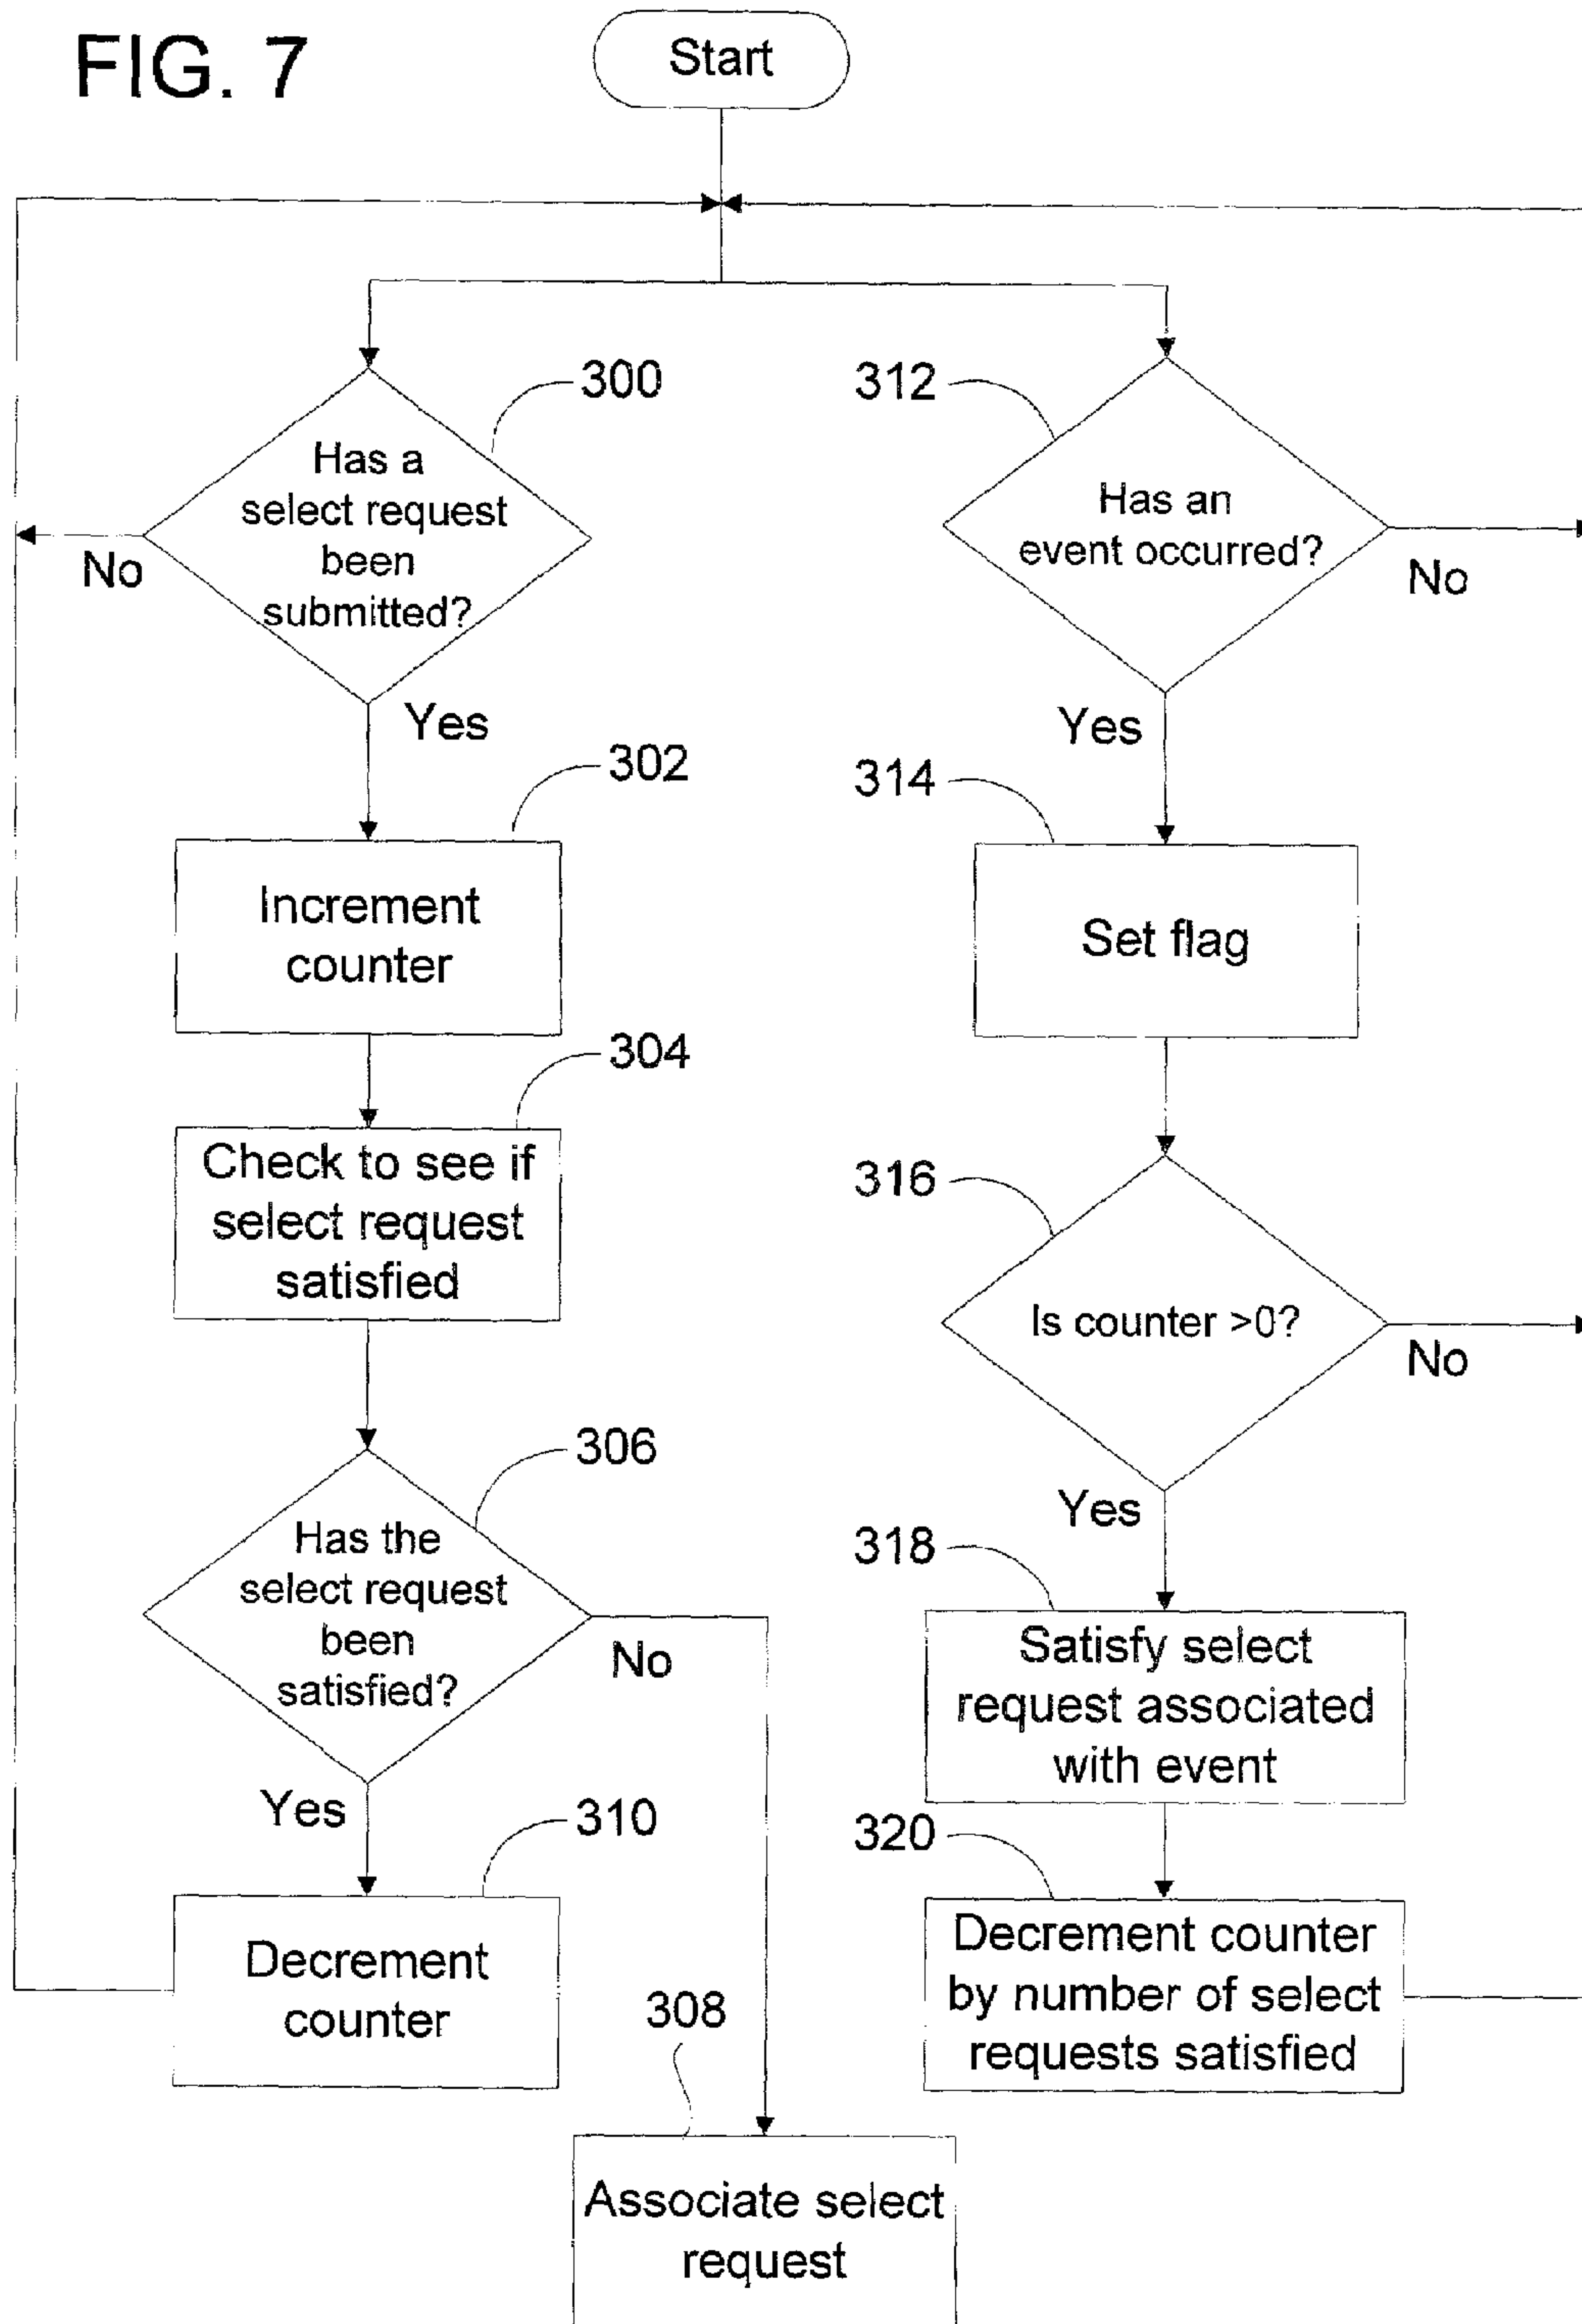 FIG. 7
Start
300
Has a
select request
been
submitted?
No
Yes
302
Increment
counter
304
Check to see if
select request
satisfied
306
Has the
select request
been
satisfied?
No
Yes
310
Decrement
counter
308
Associate select
request
312
Has an
event occurred?
No
Yes
314
Set flag
316
Is counter >0?
No
Yes
318
Satisfy select
request associated
with event
320
Decrement counter
by number of select
requests satisfied